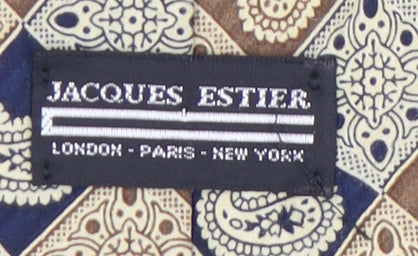 JACQUES ESTIER
LONDON - PARIS - NEW YORK